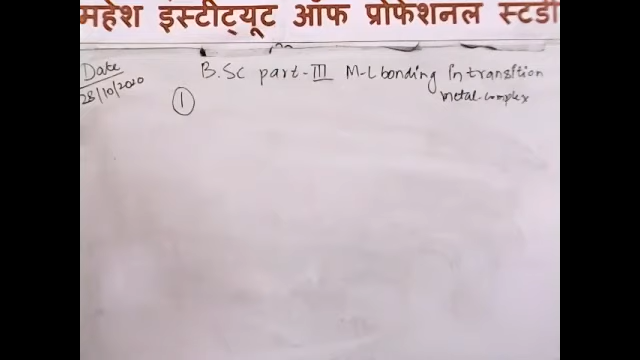 महेश इंस्टीट्यूट ऑफ प्रोफेशनल स्टडी
Date
28/10/2020
B.Sc part-III M-L bonding in transition
metal-complex
1